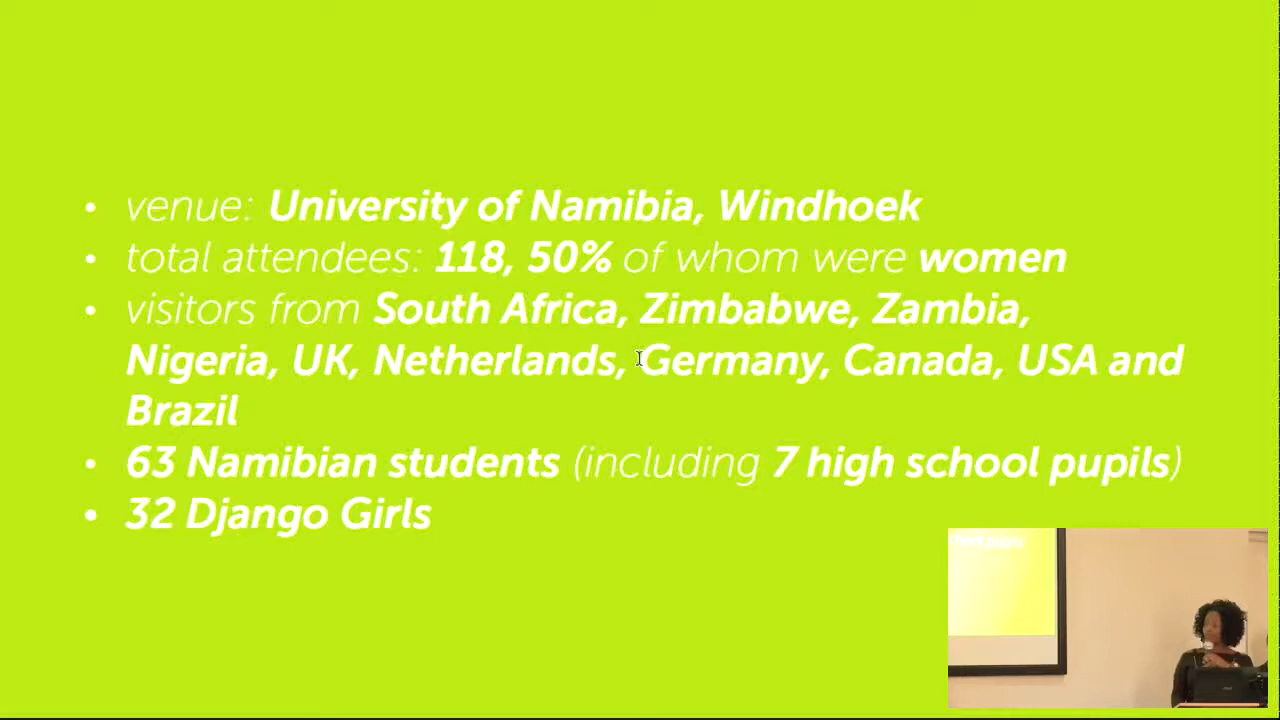 • venue: University of Namibia, Windhoek
• total attendees: 118, 50% of whom were women
• visitors from South Africa, Zimbabwe, Zambia,
Nigeria, UK, Netherlands, Germany, Canada, USA and
Brazil
• 63 Namibian students (including 7 high school pupils)
• 32 Django Girls